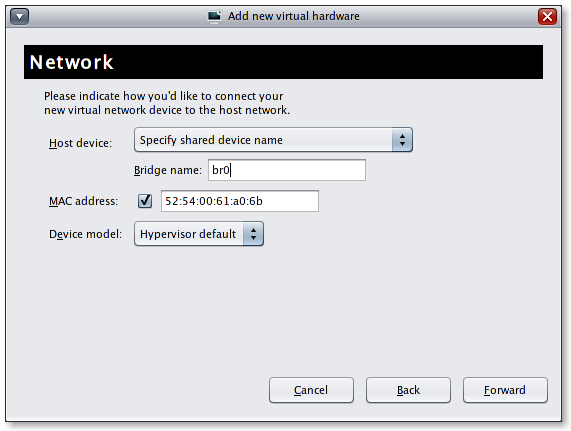 Add new virtual hardware
Network
Please indicate how you'd like to connect your
new virtual network device to the host network.
Host device: Specify shared device name
Bridge name: br0
MAC address: 52:54:00:61:a0:6b
Device model: Hypervisor default
Cancel Back Forward